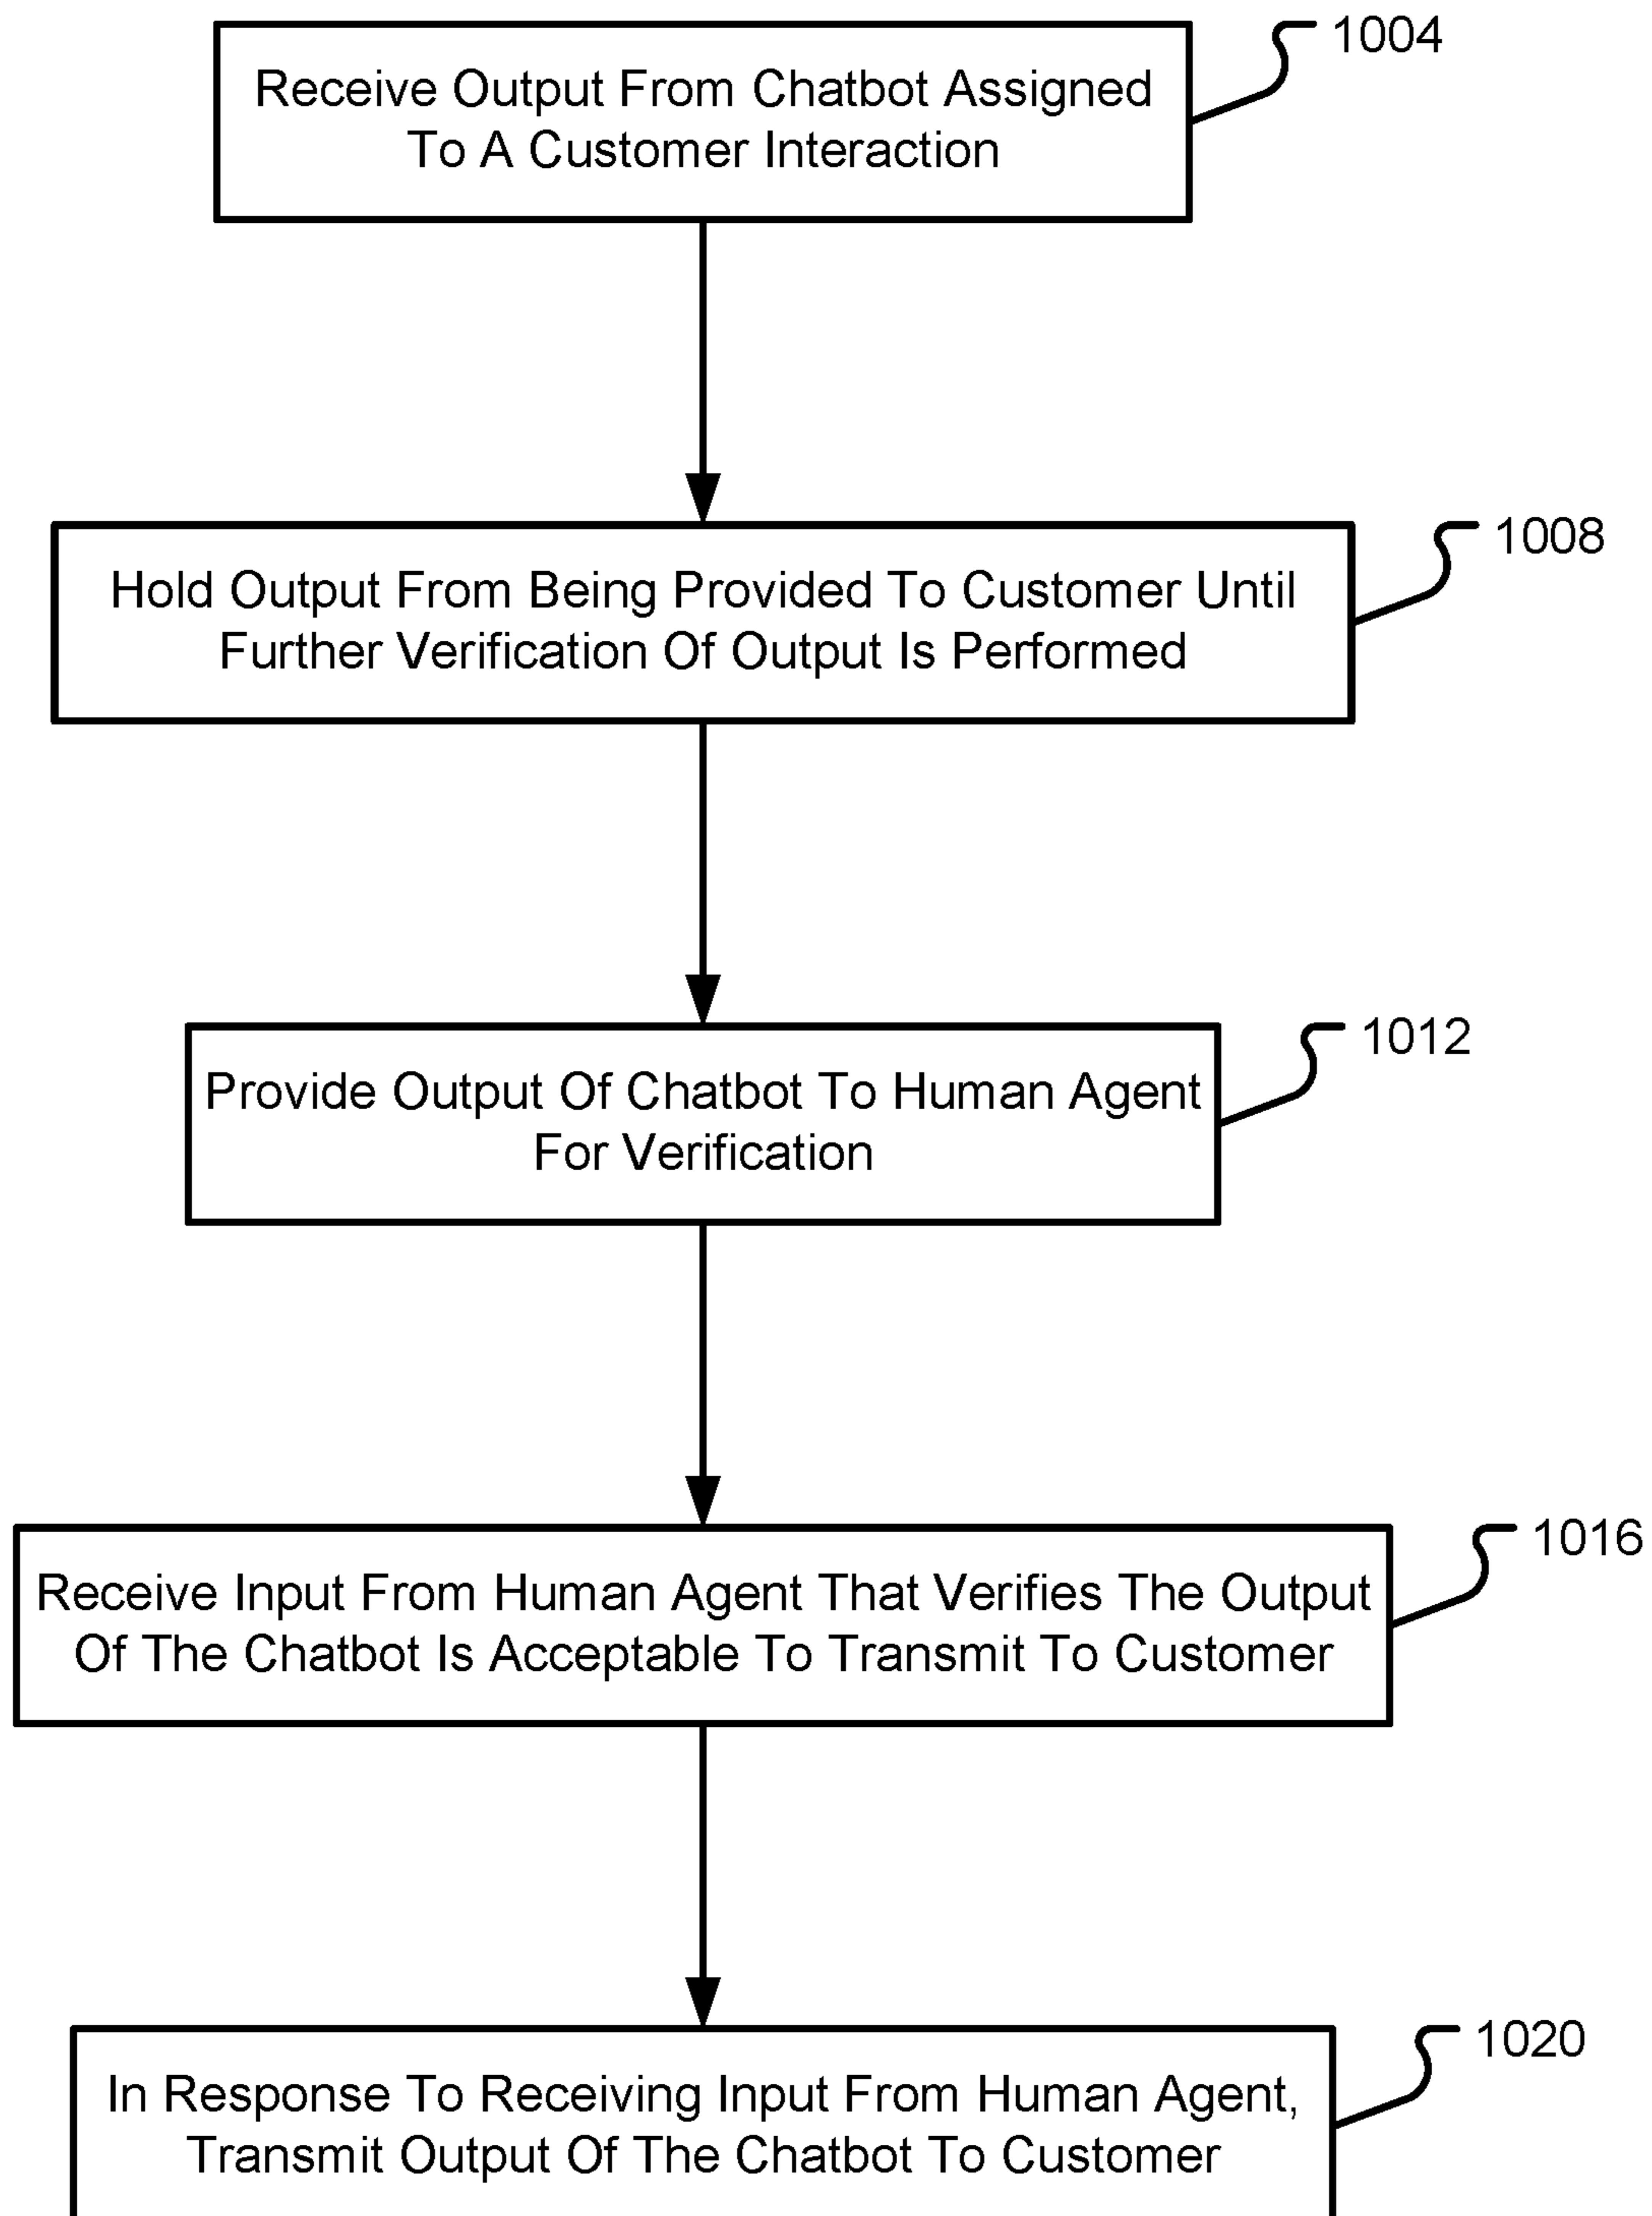 1004
Receive Output From Chatbot Assigned
To A Customer Interaction
1008
Hold Output From Being Provided To Customer Until
Further Verification Of Output Is Performed
1012
Provide Output Of Chatbot To Human Agent
For Verification
1016
Receive Input From Human Agent That Verifies The Output
Of The Chatbot Is Acceptable To Transmit To Customer
1020
In Response To Receiving Input From Human Agent,
Transmit Output Of The Chatbot To Customer